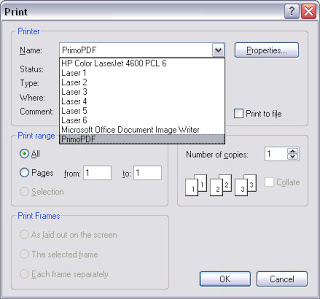 Print
Printer
Name:
PrimoPDF
Properties...
HP Color LaserJet 4600 PCL 6
Status:
Laser 1
Type:
Laser 2
Laser 3
Where:
Laser 4
Laser 5
Comment:
Laser 6
Print to file
Microsoft Office Document Image Writer
PrimoPDF
Print range
All
Pages from: 1 to: 1
Selection
Copies
Number of copies: 1
1 1 2 2 3 3
Collate
Print Frames
As laid out on the screen
The selected frame
Each frame separately
OK
Cancel